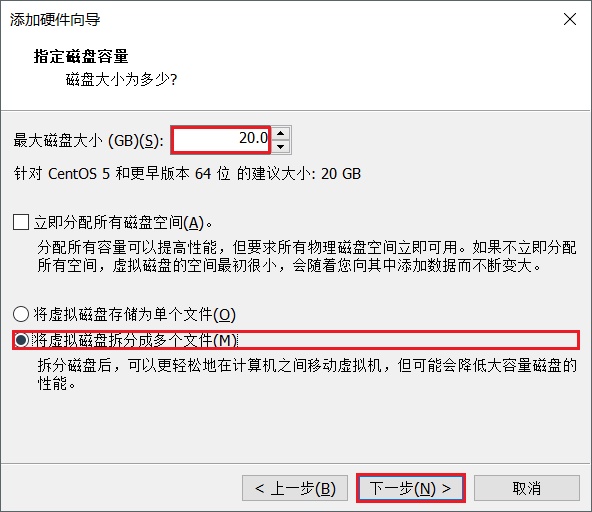 添加硬件向导
指定磁盘容量
磁盘大小为多少?
最大磁盘大小 (GB)(S): 20.0
针对 CentOS 5 和更早版本 64 位 的建议大小: 20 GB
立即分配所有磁盘空间(A)。
分配所有容量可以提高性能，但要求所有物理磁盘空间立即可用。如果不立即分配
所有空间，虚拟磁盘的空间最初很小，会随着您向其中添加数据而不断变大。
将虚拟磁盘存储为单个文件(O)
将虚拟磁盘拆分成多个文件(M)
拆分磁盘后，可以更轻松地在计算机之间移动虚拟机，但可能会降低大容量磁盘的
性能。
< 上一步(B) 下一步(N) > 取消